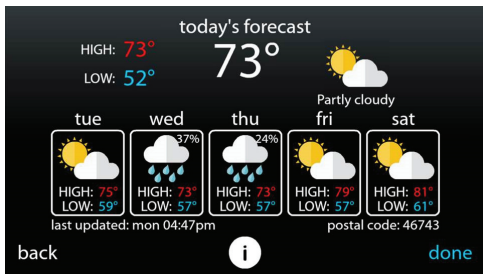 today's forecast
HIGH: 73°
LOW: 52°
73°
Partly cloudy
tue wed thu fri sat
37% 24%
HIGH: 75° HIGH: 73° HIGH: 73° HIGH: 79° HIGH: 81°
LOW: 59° LOW: 57° LOW: 57° LOW: 57° LOW: 61°
last updated: mon 04:47pm postal code: 46743
back i done